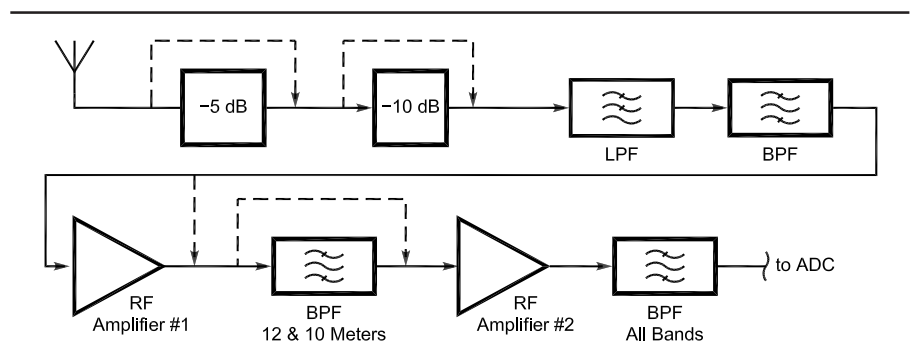 −5 dB
−10 dB
LPF
BPF
RF
Amplifier #1
BPF
12 & 10 Meters
RF
Amplifier #2
BPF
All Bands
to ADC